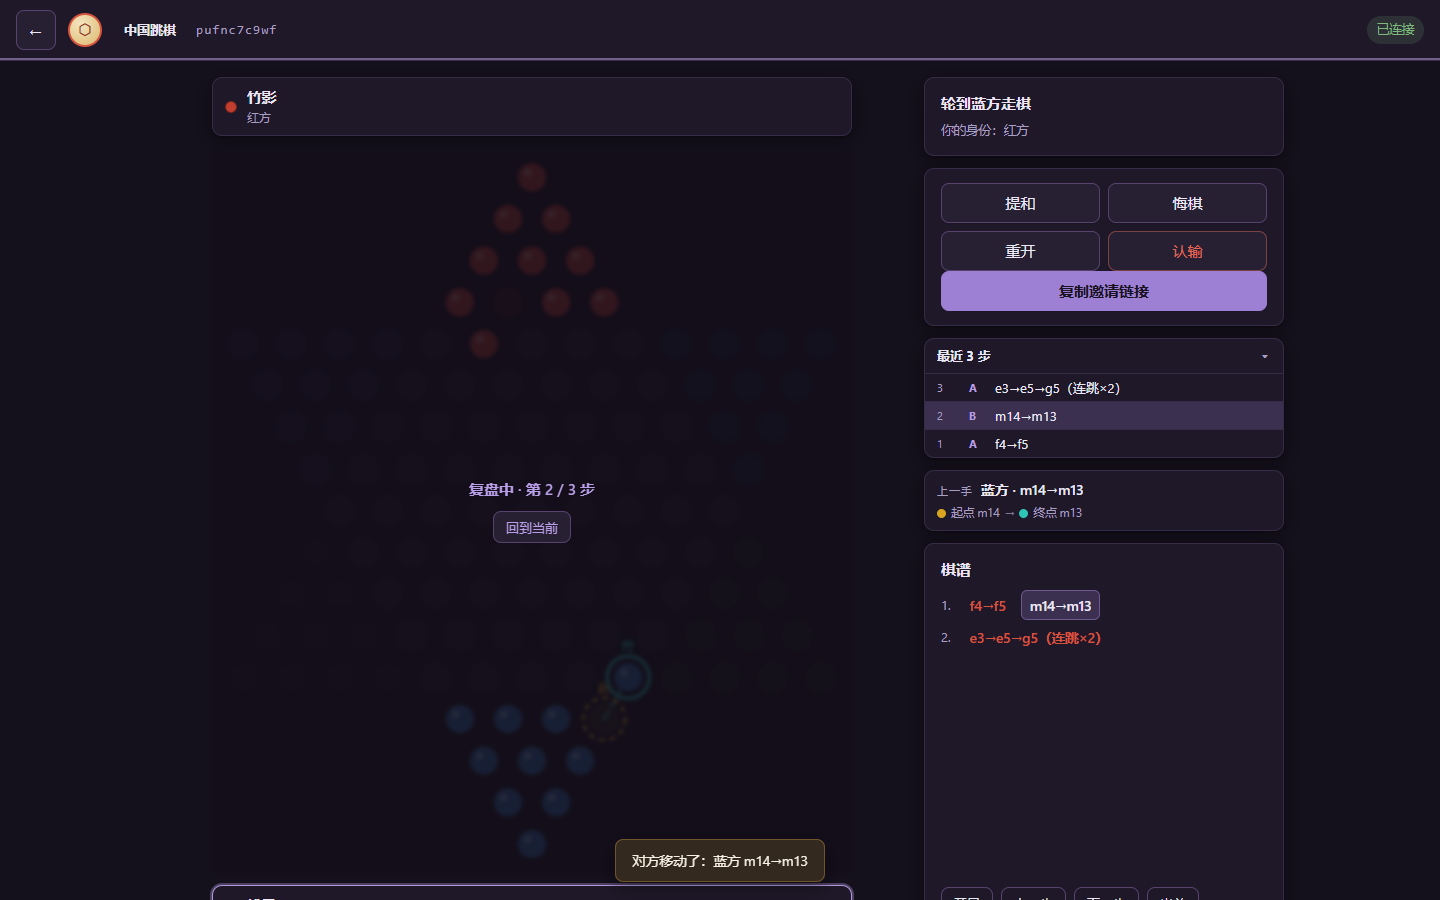 ← 中国跳棋 pufnc7c9wf 已连接
竹影
红方
轮到蓝方走棋
你的身份：红方
提和 悔棋
重开 认输
复制邀请链接
最近 3 步
3 A e3→e5→g5（连跳×2）
2 B m14→m13
1 A f4→f5
复盘中 · 第 2 / 3 步
回到当前
上一手 蓝方 · m14→m13
起点 m14 → 终点 m13
棋谱
1. f4→f5 m14→m13
2. e3→e5→g5（连跳×2）
对方移动了：蓝方 m14→m13